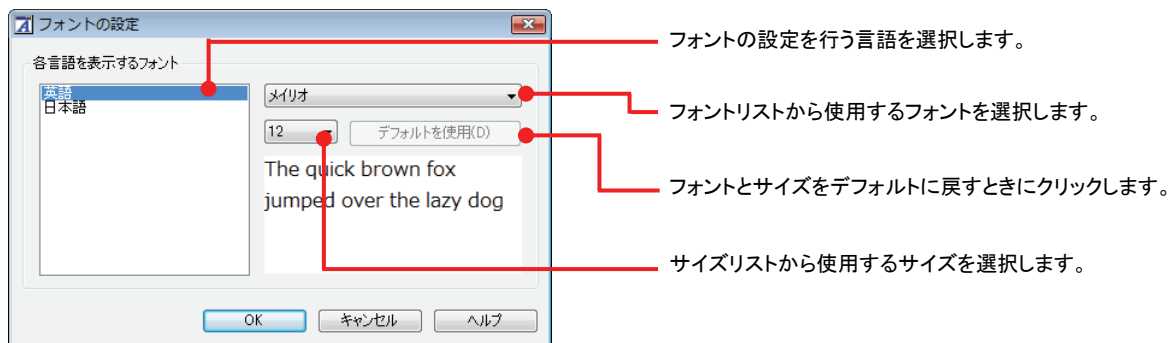 フォントの設定
各言語を表示するフォント
英語
日本語
メイリオ
12
デフォルトを使用(D)
The quick brown fox
jumped over the lazy dog
OK
キャンセル
ヘルプ
フォントの設定を行う言語を選択します。
フォントリストから使用するフォントを選択します。
フォントとサイズをデフォルトに戻すときにクリックします。
サイズリストから使用するサイズを選択します。